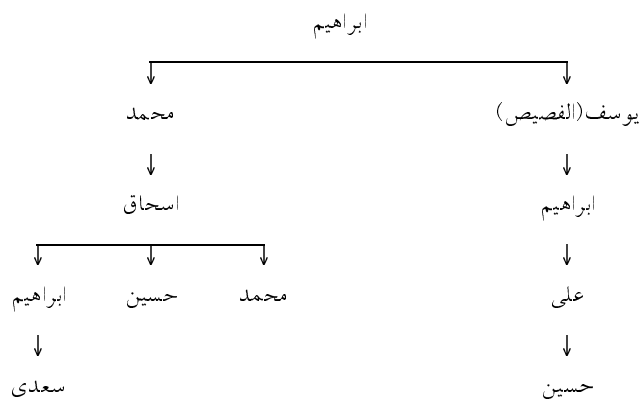 ابراهيم
يوسف(الفصيص) محمد
ابراهيم اسحاق
على محمد حسين ابراهيم
حسين سعدى